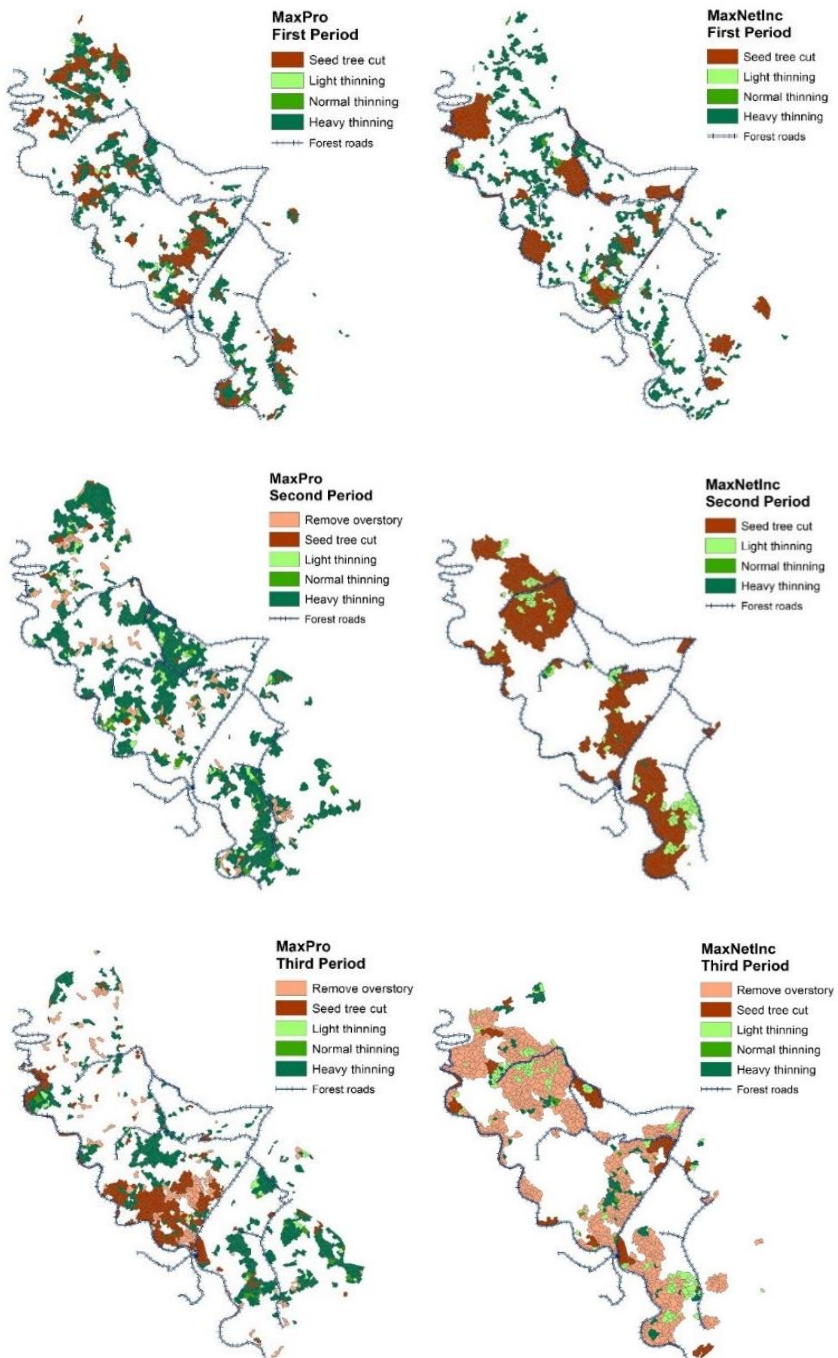 MaxPro
First Period
Seed tree cut
Light thinning
Normal thinning
Heavy thinning
Forest roads
MaxNetInc
First Period
Seed tree cut
Light thinning
Normal thinning
Heavy thinning
Forest roads
MaxPro
Second Period
Remove overstory
Seed tree cut
Light thinning
Normal thinning
Heavy thinning
Forest roads
MaxNetInc
Second Period
Seed tree cut
Light thinning
Normal thinning
Heavy thinning
Forest roads
MaxPro
Third Period
Remove overstory
Seed tree cut
Light thinning
Normal thinning
Heavy thinning
Forest roads
MaxNetInc
Third Period
Remove overstory
Seed tree cut
Light thinning
Normal thinning
Heavy thinning
Forest roads